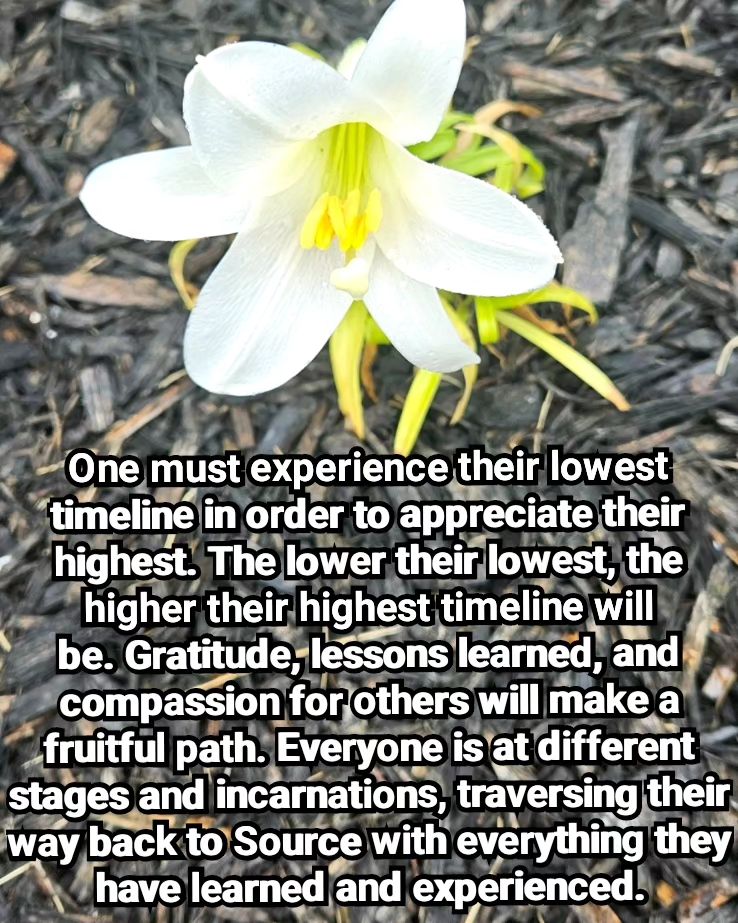 One must experience their lowest
timeline in order to appreciate their
highest. The lower their lowest, the
higher their highest timeline will
be. Gratitude, lessons learned, and
compassion for others will make a
fruitful path. Everyone is at different
stages and incarnations, traversing their
way back to Source with everything they
have learned and experienced.